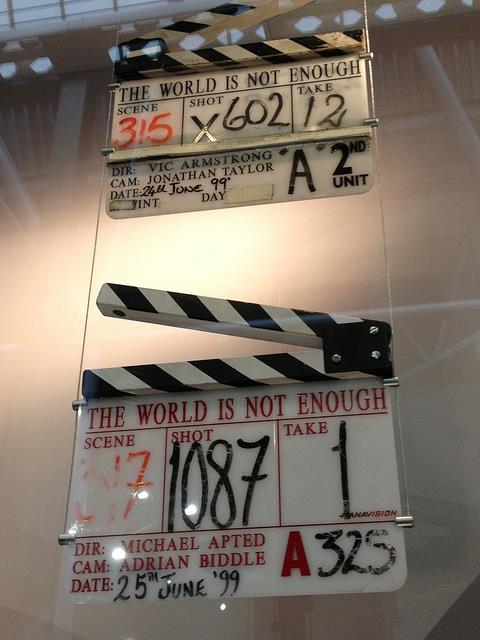 THE WORLD IS NOT ENOUGH
SCENE SHOT TAKE
315 X602 12
DIR: VIC ARMSTRONG
CAM: JONATHAN TAYLOR
DATE: 24th JUNE 99'
INT DAY
"A" 2ND UNIT
THE WORLD IS NOT ENOUGH
SCENE SHOT TAKE
317 1087 1
PANAVISION
DIR: MICHAEL APTED
CAM: ADRIAN BIDDLE
DATE: 25TH JUNE '99
A 325